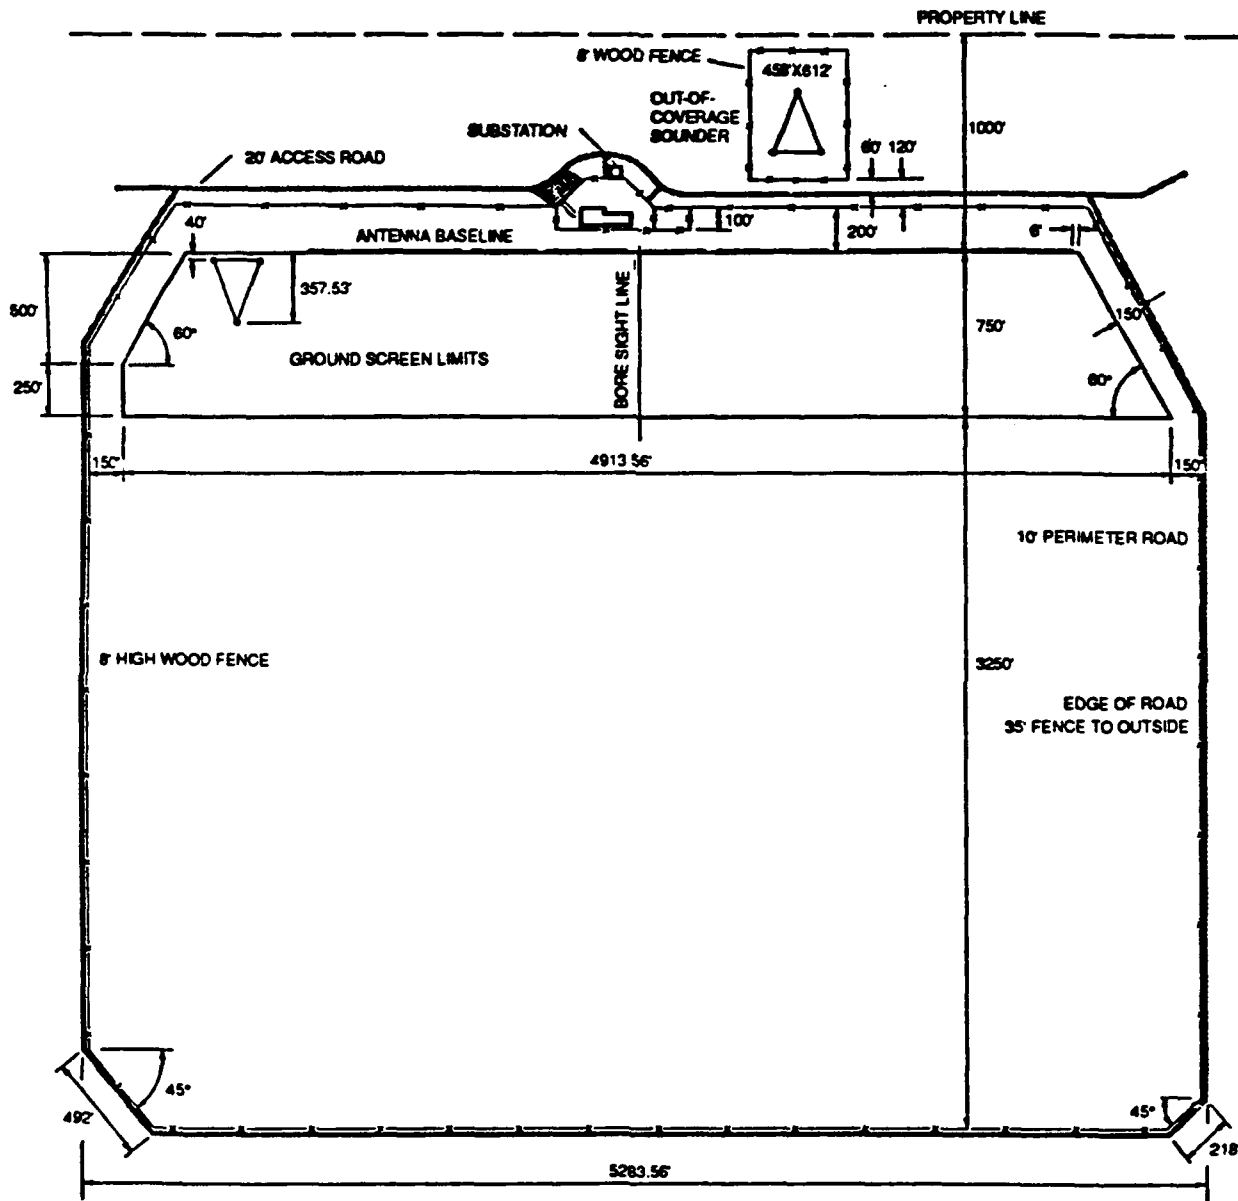 PROPERTY LINE
8' WOOD FENCE
458'X612'
OUT-OF-
COVERAGE
SOUNDER
1000'
SUBSTATION
60' 120'
20' ACCESS ROAD
40'
ANTENNA BASELINE
100'
200'
6'
357.53'
500'
BORE SIGHT LINE
150'
750'
60°
GROUND SCREEN LIMITS
60°
250'
150'
4913.56'
150'
10' PERIMETER ROAD
8' HIGH WOOD FENCE
3250'
EDGE OF ROAD
35' FENCE TO OUTSIDE
45°
492'
45°
218'
5283.56'